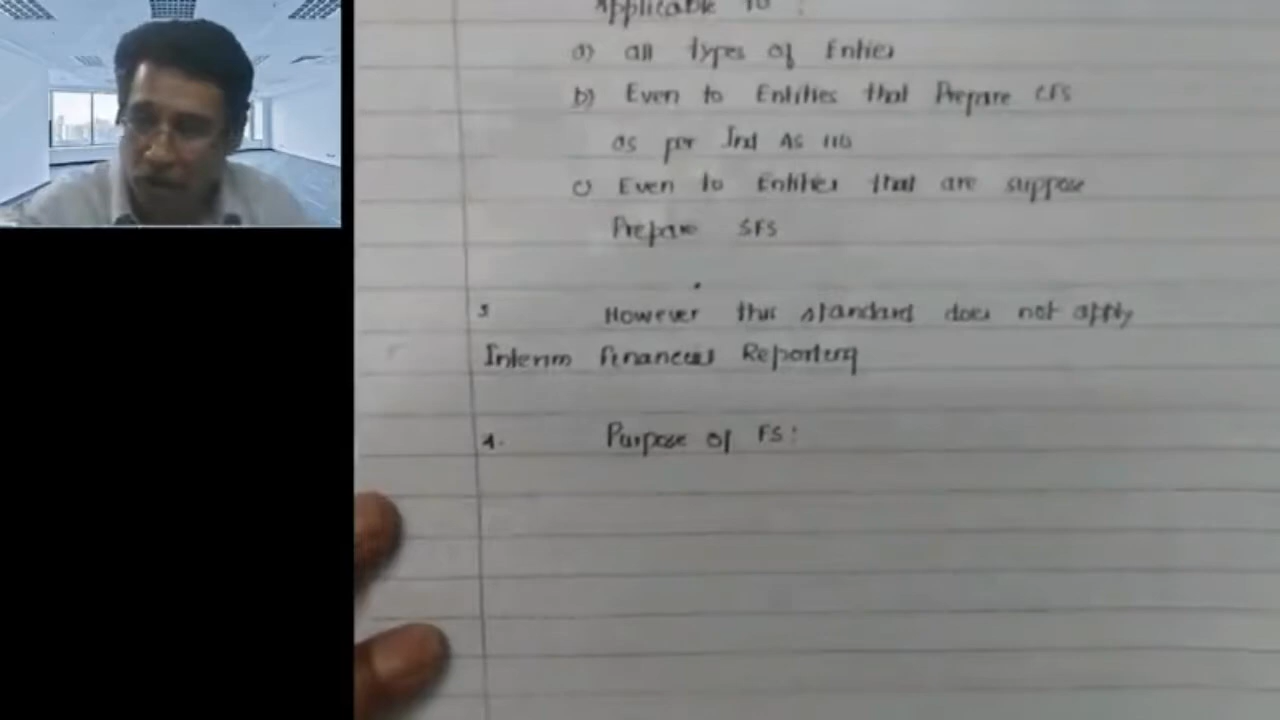 Applicable to :
a) all types of Enties
b) Even to Entities that Prepare CFS
as per Ind AS 110
c) Even to Entities that are suppose
Prepare SFS
3 However this standard does not apply
Interim Financial Reporting
4. Purpose of FS :